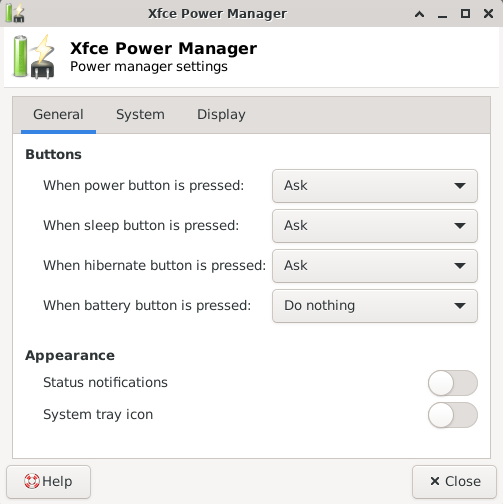 Xfce Power Manager
Xfce Power Manager
Power manager settings
General System Display
Buttons
When power button is pressed: Ask
When sleep button is pressed: Ask
When hibernate button is pressed: Ask
When battery button is pressed: Do nothing
Appearance
Status notifications
System tray icon
Help Close